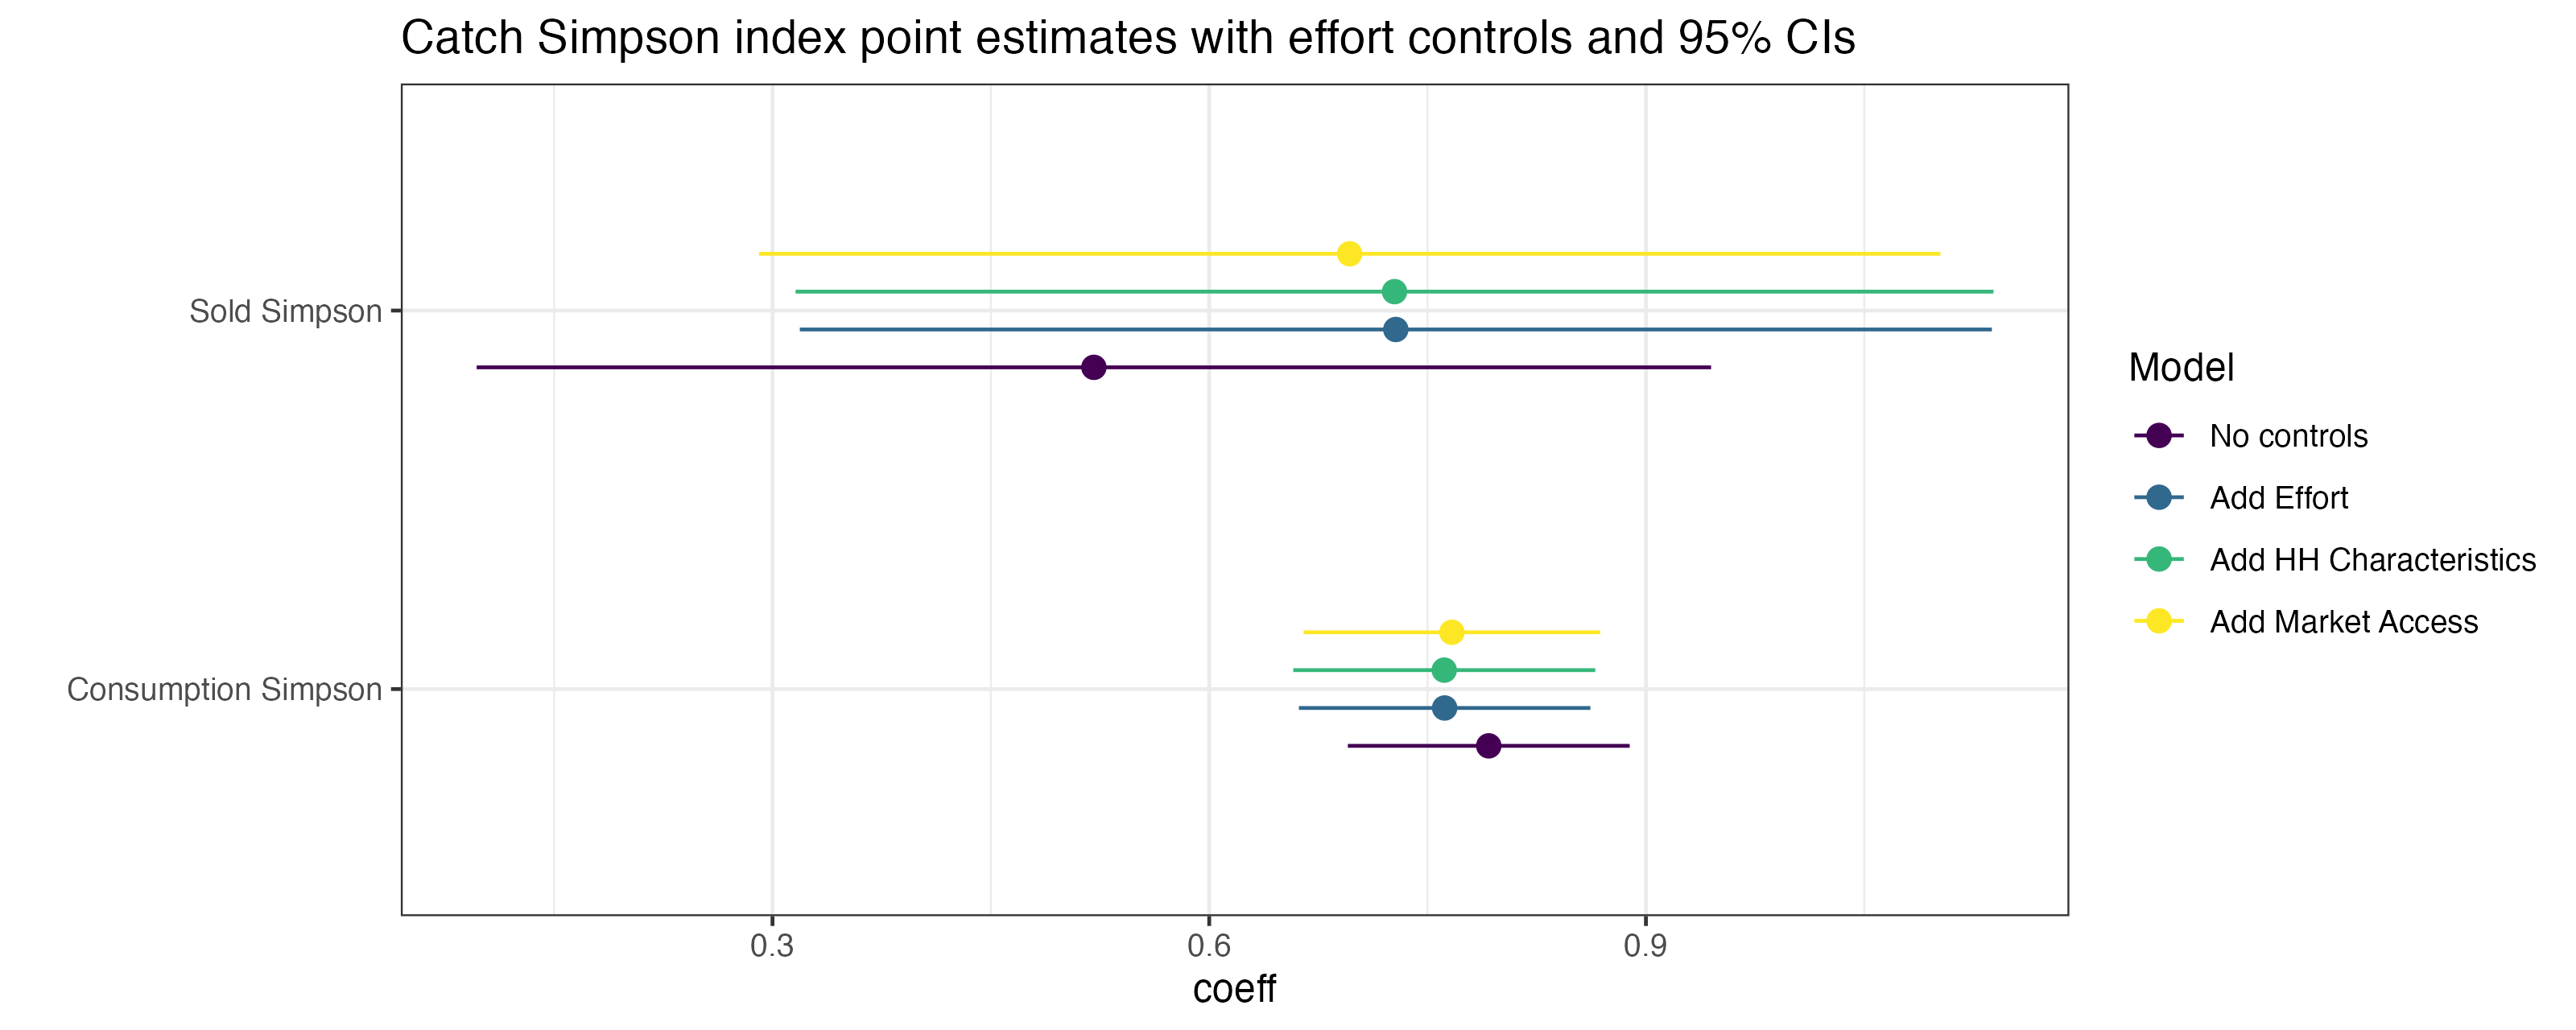 Catch Simpson index point estimates with effort controls and 95% CIs
Sold Simpson
Consumption Simpson
0.3
0.6
0.9
coeff
Model
No controls
Add Effort
Add HH Characteristics
Add Market Access